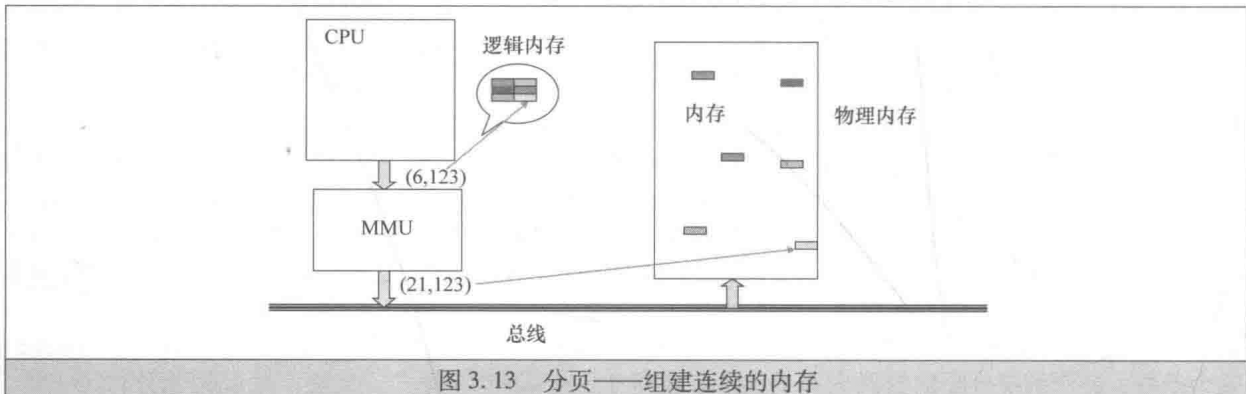 CPU
逻辑内存
内存
物理内存
(6,123)
MMU
(21,123)
总线
图 3.13 分页——组建连续的内存